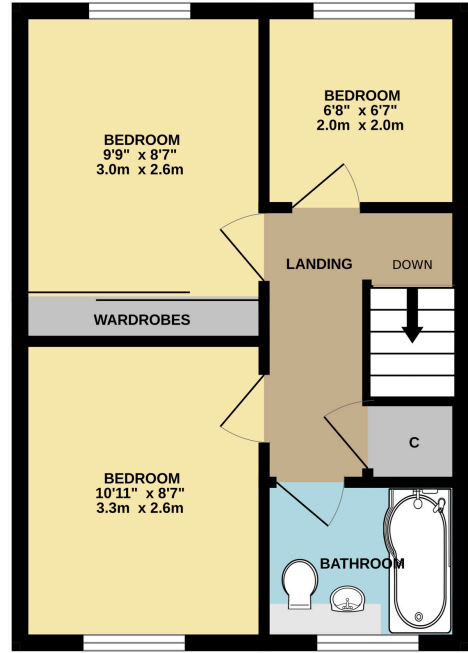 BEDROOM
9'9" x 8'7"
3.0m x 2.6m
BEDROOM
6'8" x 6'7"
2.0m x 2.0m
LANDING
DOWN
WARDROBES
C
BEDROOM
10'11" x 8'7"
3.3m x 2.6m
BATHROOM